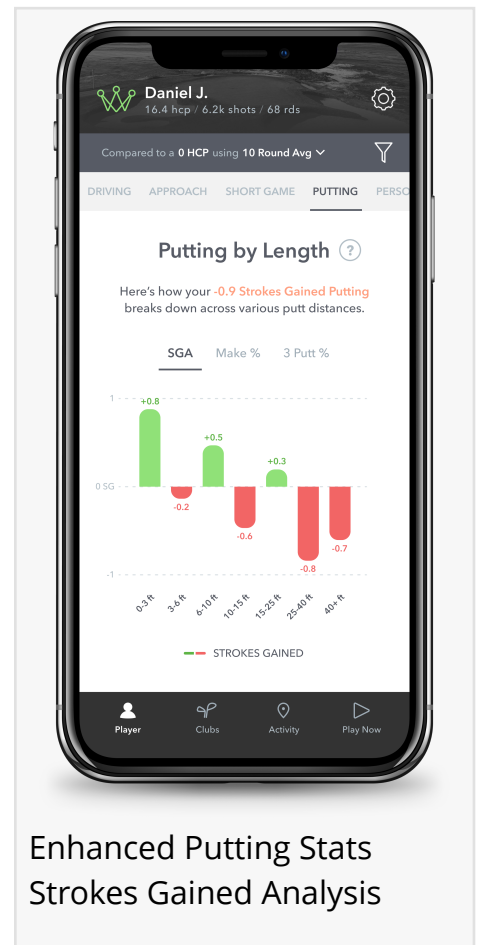 Daniel J.
16.4 hcp / 6.2k shots / 68 rds
Compared to a 0 HCP using 10 Round Avg
DRIVING APPROACH SHORT GAME PUTTING PERSO
Putting by Length ?
Here's how your -0.9 Strokes Gained Putting
breaks down across various putt distances.
SGA Make % 3 Putt %
1
+0.8
+0.5
+0.3
0 SG
-0.2
-0.6
-0.8
-0.7
-1
0-3 ft 3-6 ft 6-10 ft 10-15 ft 15-25 ft 25-40 ft 40+ ft
STROKES GAINED
Player Clubs Activity Play Now
Enhanced Putting Stats
Strokes Gained Analysis